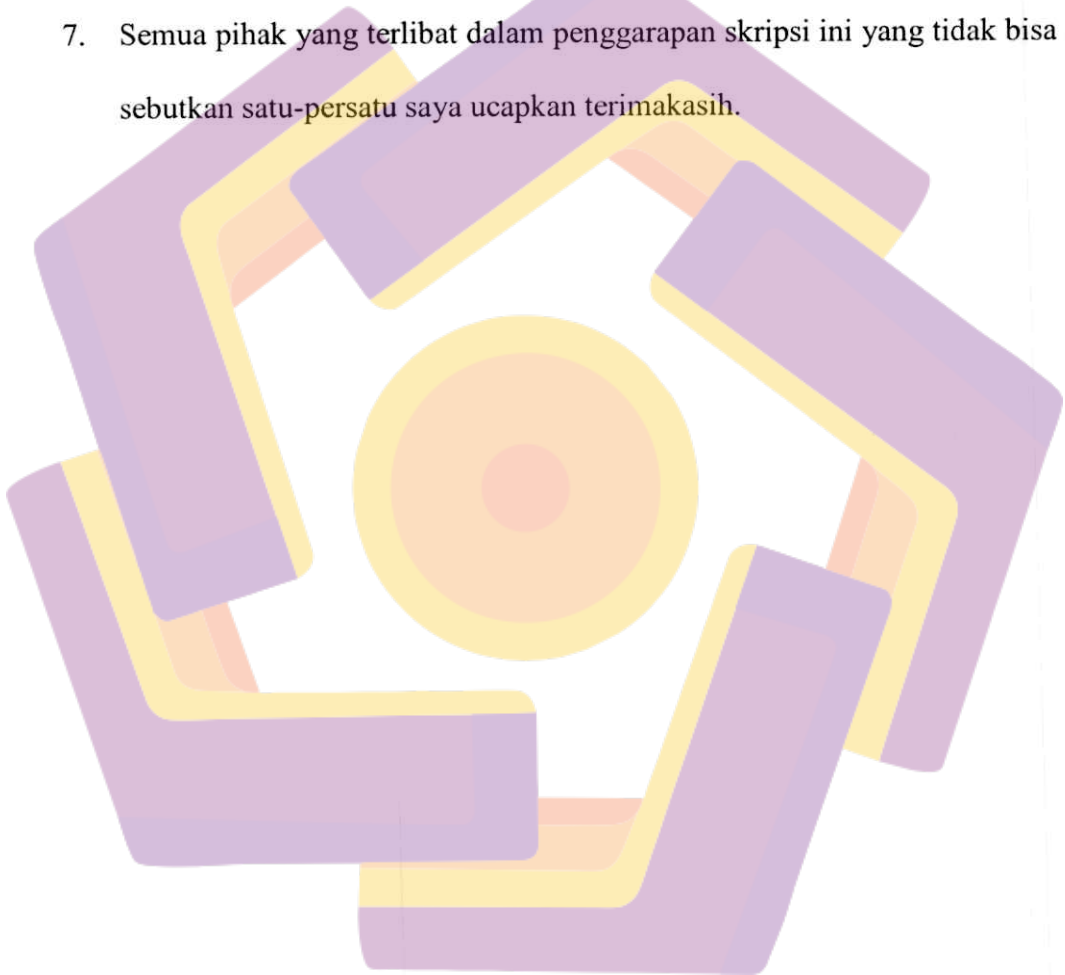 7. Semua pihak yang terlibat dalam penggarapan skripsi ini yang tidak bisa
sebutkan satu-persatu saya ucapkan terimakasih.